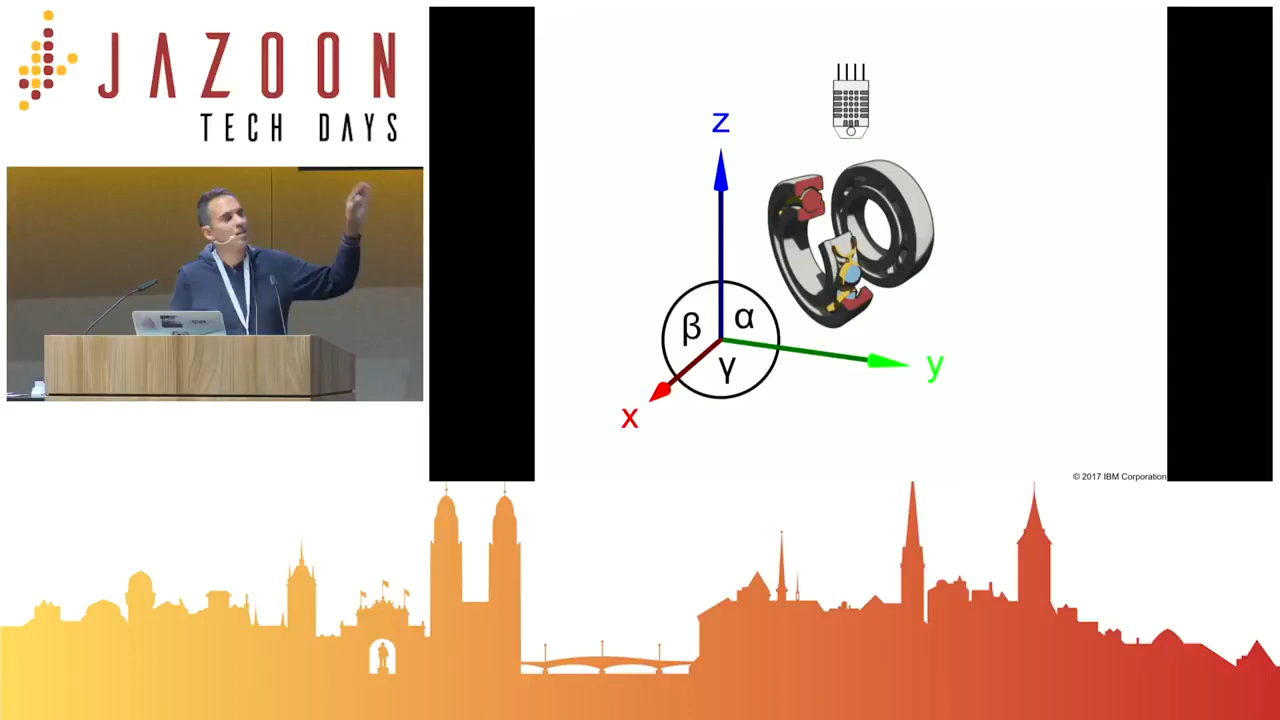 JAZOON
TECH DAYS
z
β
α
γ
y
x
© 2017 IBM Corporation